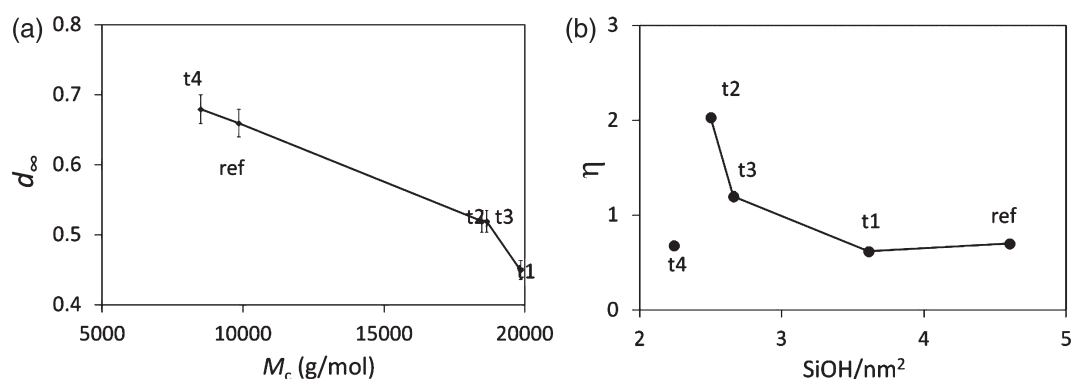 (a)
0.8
0.7
0.6
0.5
0.4
d∞
t4
ref
t2
t3
t1
5000 10000 15000 20000
Mc (g/mol)
(b)
3
2
1
0
η
t2
t3
t1
ref
t4
2 3 4 5
SiOH/nm²